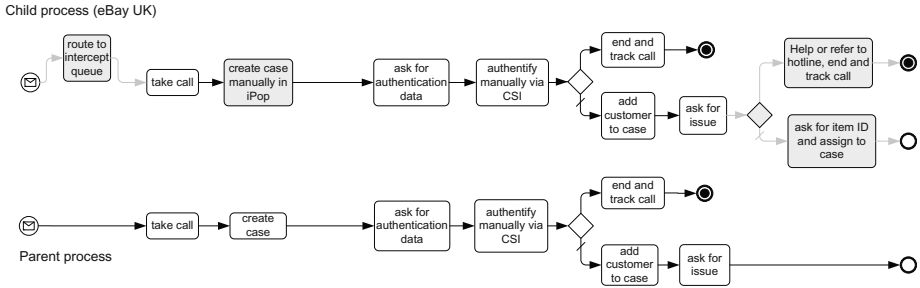 Child process (eBay UK)
route to
intercept
queue
take call
create case
manually in
iPop
ask for
authentication
data
authentify
manually via
CSI
end and
track call
add
customer
to case
ask for
issue
Help or refer to
hotline, end and
track call
ask for item ID
and assign to
case
take call
create
case
ask for
authentication
data
authentify
manually via
CSI
end and
track call
add
customer
to case
ask for
issue
Parent process